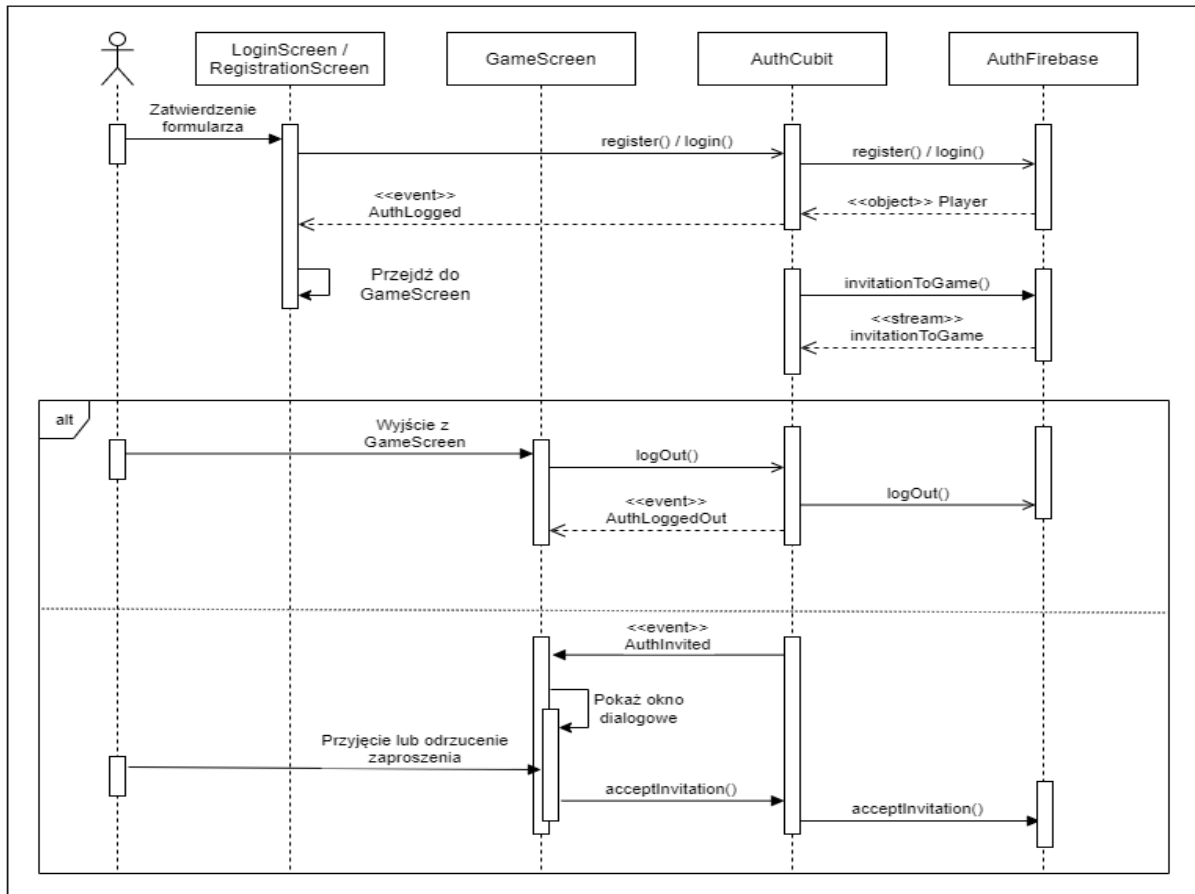 LoginScreen /
RegistrationScreen
GameScreen
AuthCubit
AuthFirebase
Zatwierdzenie
formularza
register() / login()
register() / login()
<<event>>
AuthLogged
<<object>> Player
Przejdź do
GameScreen
invitationToGame()
<<stream>>
invitationToGame
alt
Wyjście z
GameScreen
logOut()
logOut()
<<event>>
AuthLoggedOut
<<event>>
AuthInvited
Pokaż okno
dialogowe
Przyjęcie lub odrzucenie
zaproszenia
acceptInvitation()
acceptInvitation()